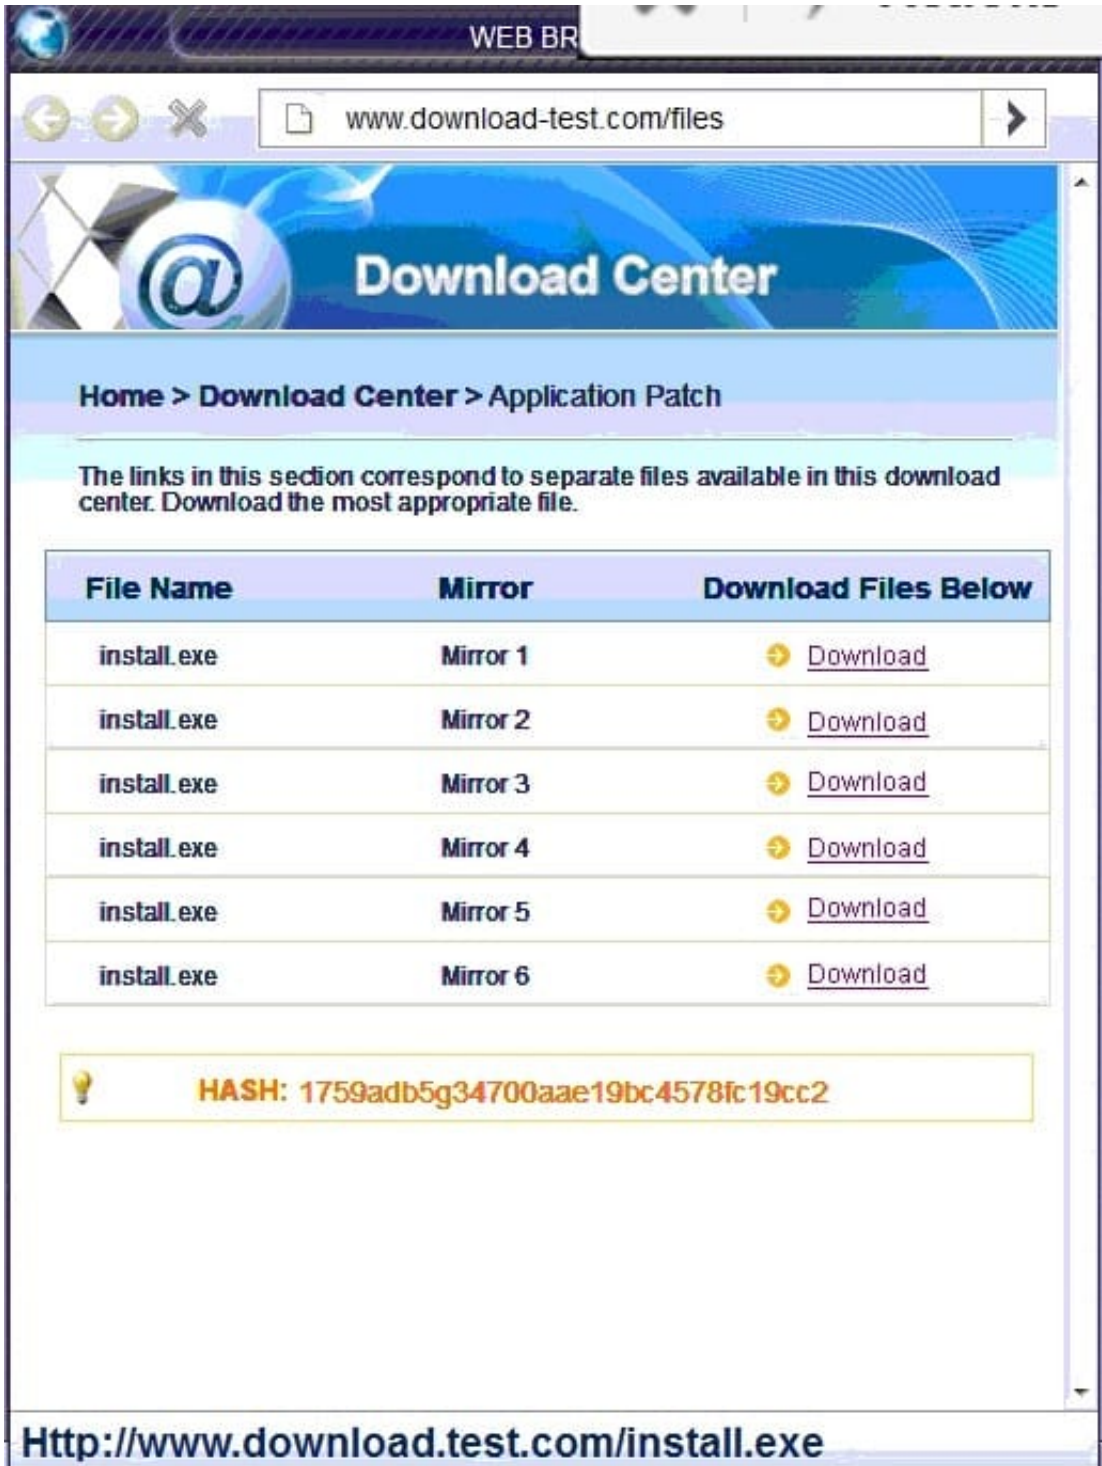 WEB BR
www.download-test.com/files
@
Download Center
Home > Download Center > Application Patch
The links in this section correspond to separate files available in this download
center. Download the most appropriate file.
File Name Mirror Download Files Below
install.exe Mirror 1 Download
install.exe Mirror 2 Download
install.exe Mirror 3 Download
install.exe Mirror 4 Download
install.exe Mirror 5 Download
install.exe Mirror 6 Download
HASH: 1759adb5g34700aae19bc4578fc19cc2
Http://www.download.test.com/install.exe